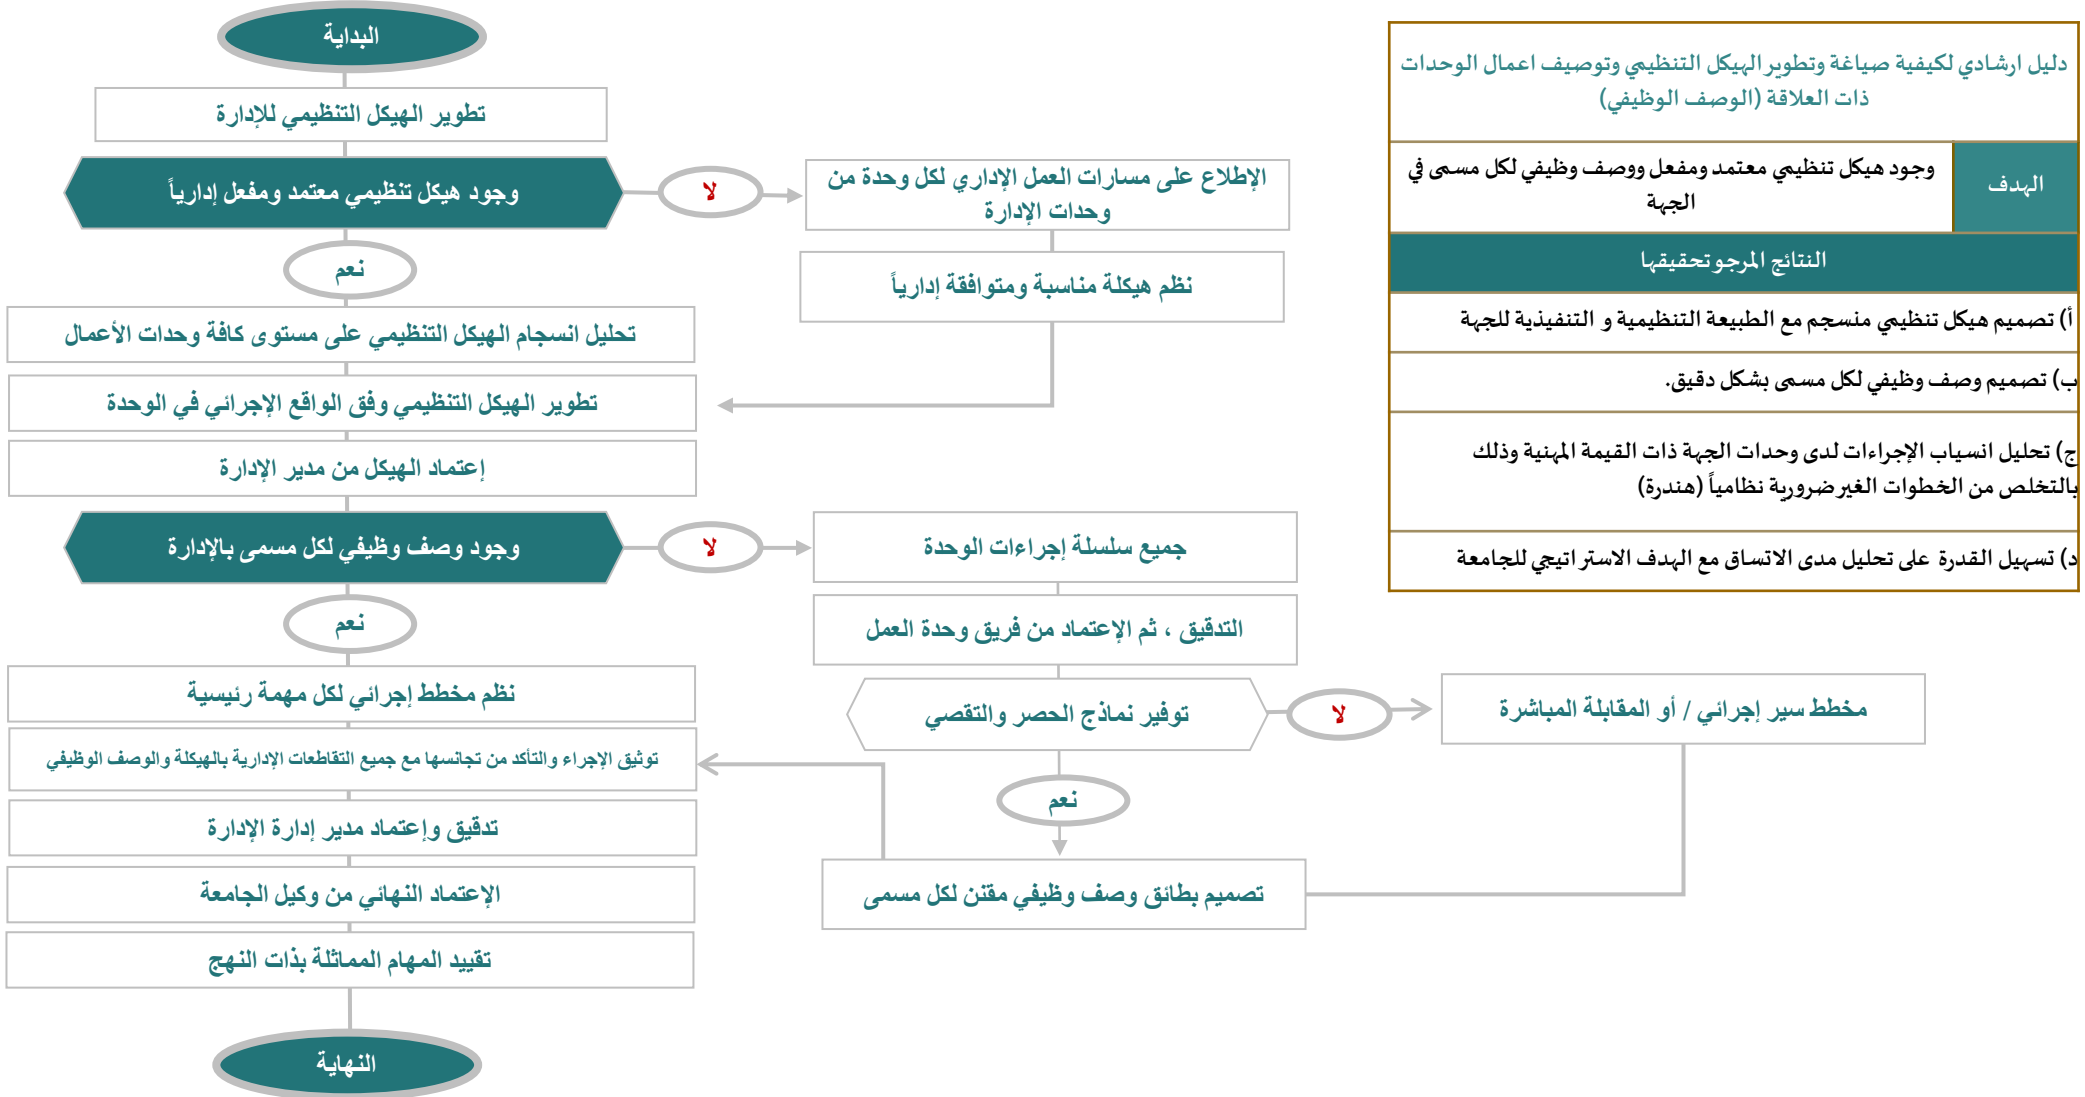 البداية
تطوير الهيكل التنظيمي للإدارة
وجود هيكل تنظيمي معتمد ومفعل إدارياً
لا
الإطلاع على مسارات العمل الإداري لكل وحدة من
وحدات الإدارة
نعم
نظم هيكلة مناسبة ومتوافقة إدارياً
تحليل انسجام الهيكل التنظيمي على مستوى كافة وحدات الأعمال
تطوير الهيكل التنظيمي وفق الواقع الإجرائي في الوحدة
إعتماد الهيكل من مدير الإدارة
وجود وصف وظيفي لكل مسمى بالإدارة
لا
جميع سلسلة إجراءات الوحدة
نعم
التدقيق ، ثم الإعتماد من فريق وحدة العمل
نظم مخطط إجرائي لكل مهمة رئيسية
توفير نماذج الحصر والتقصي
لا
مخطط سير إجرائي / أو المقابلة المباشرة
توثيق الإجراء والتأكد من تجانسها مع جميع التقاطعات الإدارية بالهيكلة والوصف الوظيفي
نعم
تدقيق وإعتماد مدير إدارة الإدارة
تصميم بطائق وصف وظيفي مقتن لكل مسمى
الإعتماد النهائي من وكيل الجامعة
تقييد المهام المماثلة بذات النهج
النهاية
دليل ارشادي لكيفية صياغة وتطوير الهيكل التنظيمي وتوصيف اعمال الوحدات
ذات العلاقة (الوصف الوظيفي)
الهدف
وجود هيكل تنظيمي معتمد ومفعل ووصف وظيفي لكل مسمى في
الجهة
النتائج المرجو تحقيقها
أ) تصميم هيكل تنظيمي منسجم مع الطبيعة التنظيمية و التنفيذية للجهة
ب) تصميم وصف وظيفي لكل مسمى بشكل دقيق.
ج) تحليل انسياب الإجراءات لدى وحدات الجهة ذات القيمة المهنية وذلك
بالتخلص من الخطوات الغير ضرورية نظامياً (هندرة)
د) تسهيل القدرة على تحليل مدى الاتساق مع الهدف الاستراتيجي للجامعة